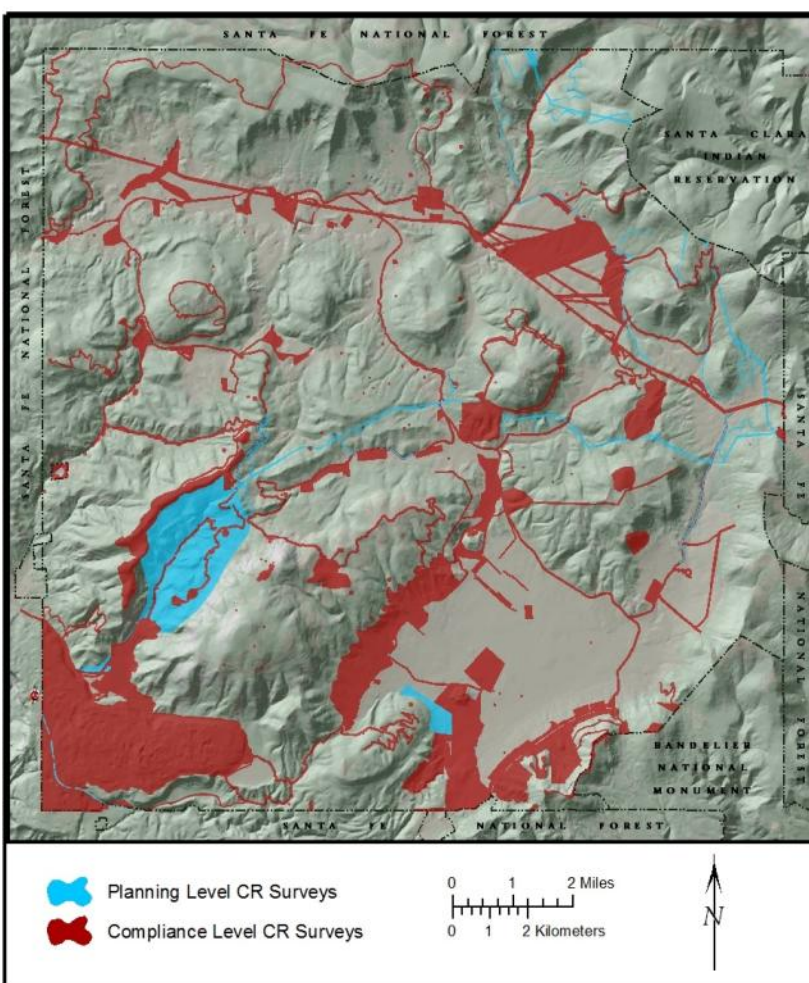 SANTA FE NATIONAL FOREST
SANTA CLARA
INDIAN
RESERVATION
SANTA FE NATIONAL FOREST
SANTA FE
NATIONAL FOREST
BANDELIER
NATIONAL
MONUMENT
SANTA FE NATIONAL FOREST
Planning Level CR Surveys
Compliance Level CR Surveys
0 1 2 Miles
0 1 2 Kilometers
N